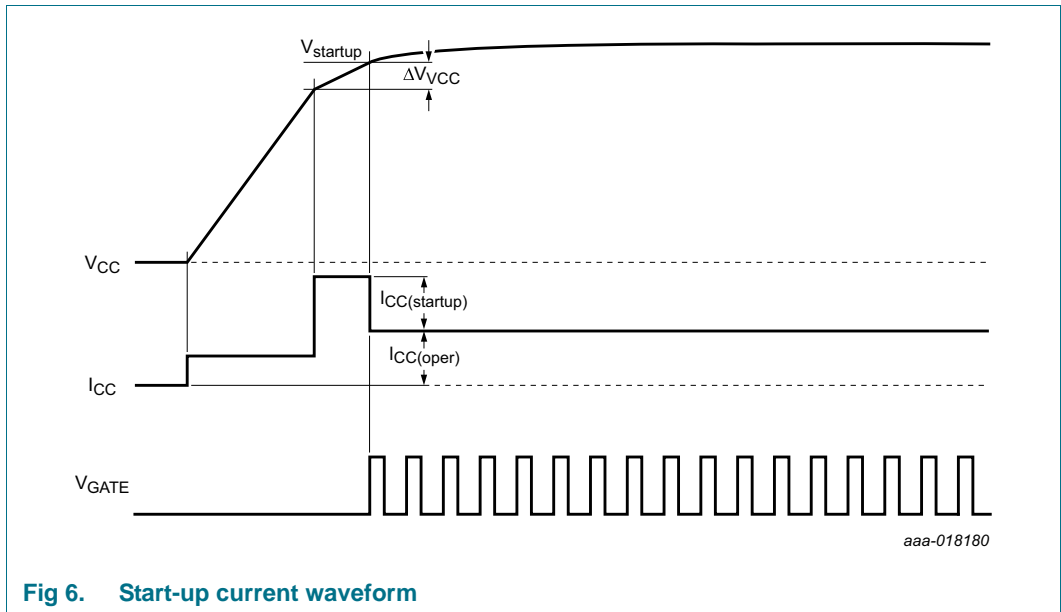 Vstartup
ΔVVCC
VCC
ICC(startup)
ICC(oper)
ICC
VGATE
aaa-018180
Fig 6. Start-up current waveform